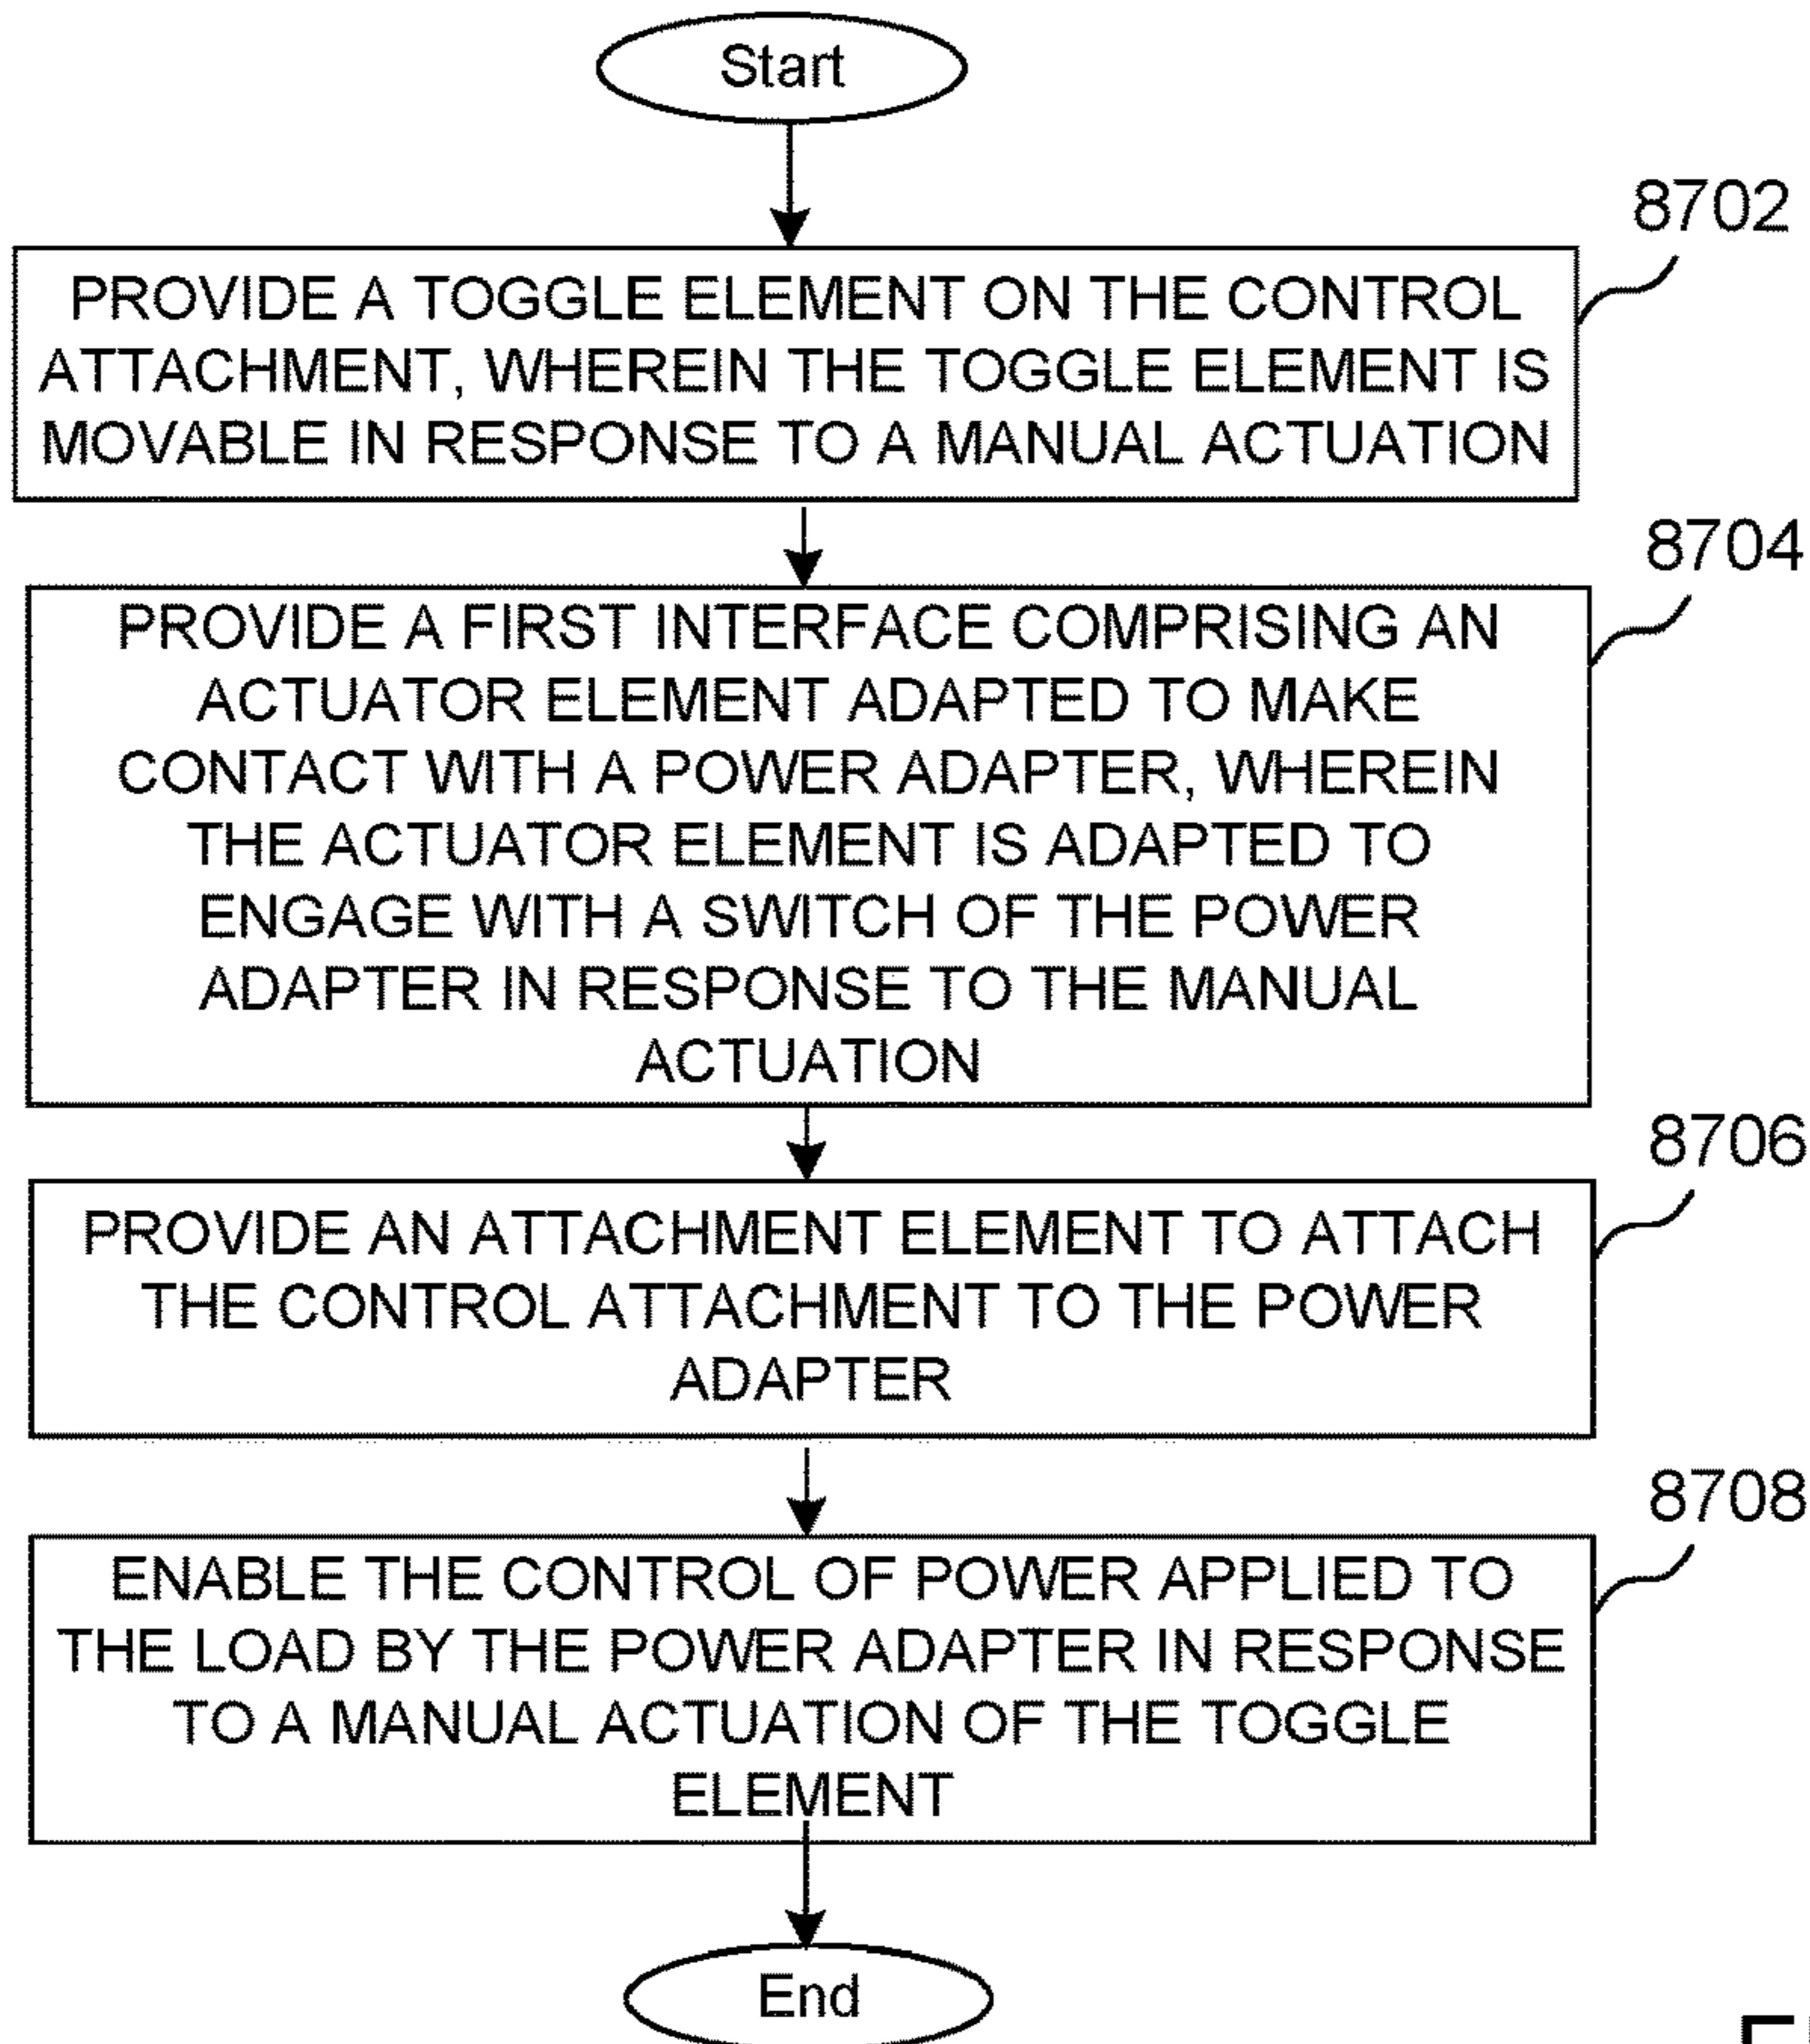 Start
8702
PROVIDE A TOGGLE ELEMENT ON THE CONTROL
ATTACHMENT, WHEREIN THE TOGGLE ELEMENT IS
MOVABLE IN RESPONSE TO A MANUAL ACTUATION
8704
PROVIDE A FIRST INTERFACE COMPRISING AN
ACTUATOR ELEMENT ADAPTED TO MAKE
CONTACT WITH A POWER ADAPTER, WHEREIN
THE ACTUATOR ELEMENT IS ADAPTED TO
ENGAGE WITH A SWITCH OF THE POWER
ADAPTER IN RESPONSE TO THE MANUAL
ACTUATION
8706
PROVIDE AN ATTACHMENT ELEMENT TO ATTACH
THE CONTROL ATTACHMENT TO THE POWER
ADAPTER
8708
ENABLE THE CONTROL OF POWER APPLIED TO
THE LOAD BY THE POWER ADAPTER IN RESPONSE
TO A MANUAL ACTUATION OF THE TOGGLE
ELEMENT
End